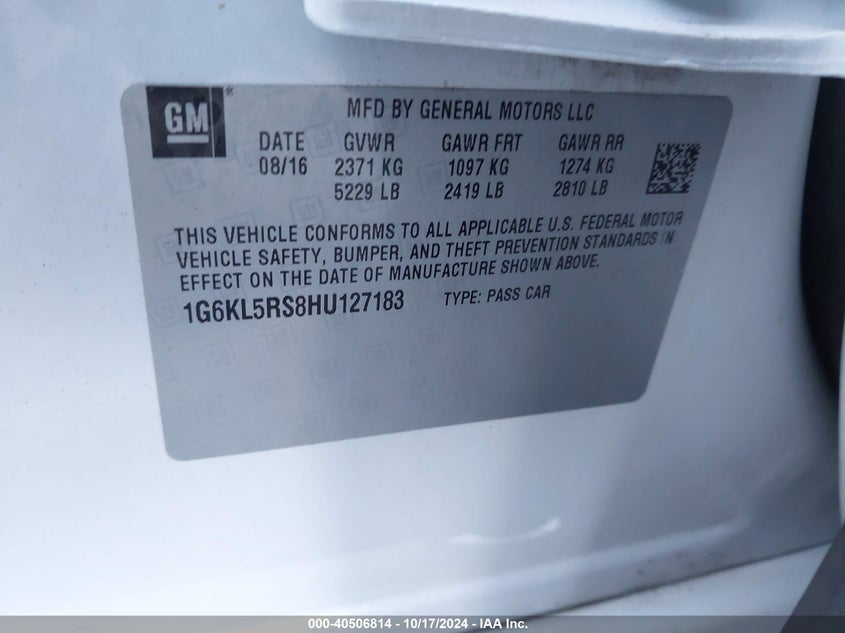 GM®
MFD BY GENERAL MOTORS LLC
DATE GVWR GAWR FRT GAWR RR
08/16 2371 KG 1097 KG 1274 KG
5229 LB 2419 LB 2810 LB
THIS VEHICLE CONFORMS TO ALL APPLICABLE U.S. FEDERAL MOTOR
VEHICLE SAFETY, BUMPER, AND THEFT PREVENTION STANDARDS IN
EFFECT ON THE DATE OF MANUFACTURE SHOWN ABOVE.
1G6KL5RS8HU127183 TYPE: PASS CAR
000-40506814 | 10/17/2024 - IAA Inc.